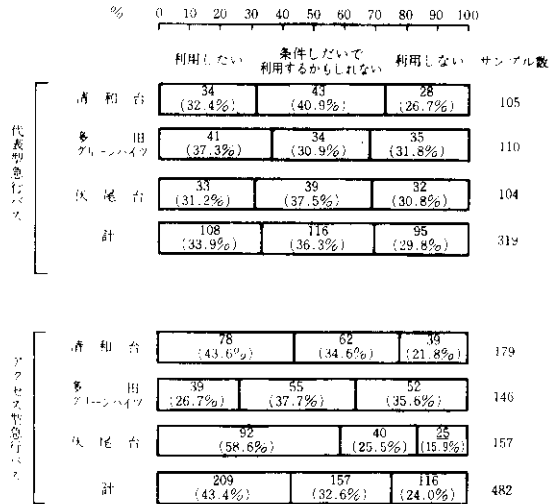 % 0 10 20 30 40 50 60 70 80 90 100
利用したい 条件しだいで利用するかもしれない 利用しない サンプル数
代表型急行バス
清和台 34 (32.4%) 43 (40.9%) 28 (26.7%) 105
多田グリーンハイツ 41 (37.3%) 34 (30.9%) 35 (31.8%) 110
伏尾台 33 (31.2%) 39 (37.5%) 32 (30.8%) 104
計 108 (33.9%) 116 (36.3%) 95 (29.8%) 319
アクセス型急行バス
清和台 78 (43.6%) 62 (34.6%) 39 (21.8%) 179
多田グリーンハイツ 39 (26.7%) 55 (37.7%) 52 (35.6%) 146
伏尾台 92 (58.6%) 40 (25.5%) 25 (15.9%) 157
計 209 (43.4%) 157 (32.6%) 116 (24.0%) 482